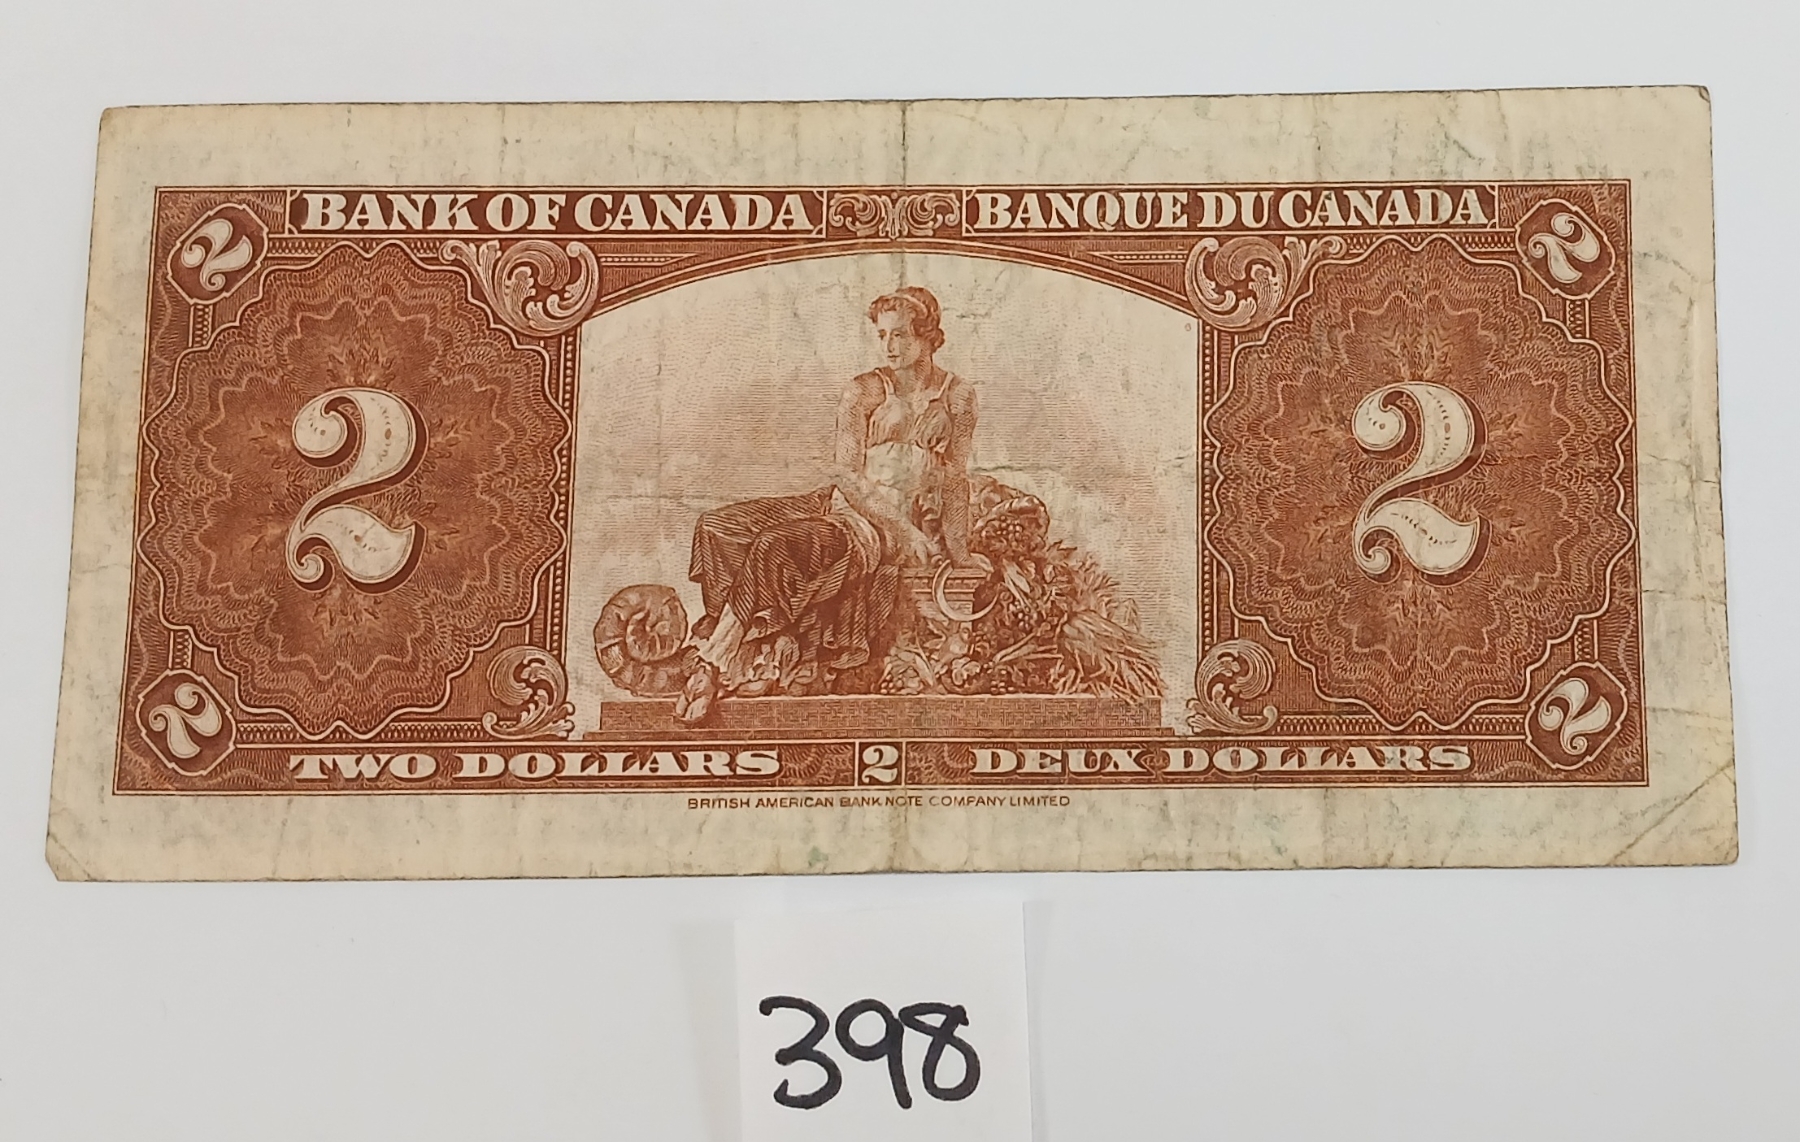 2 BANK OF CANADA BANQUE DU CANADA 2
2 2
2 TWO DOLLARS 2 DEUX DOLLARS 2
BRITISH AMERICAN BANK NOTE COMPANY LIMITED
398